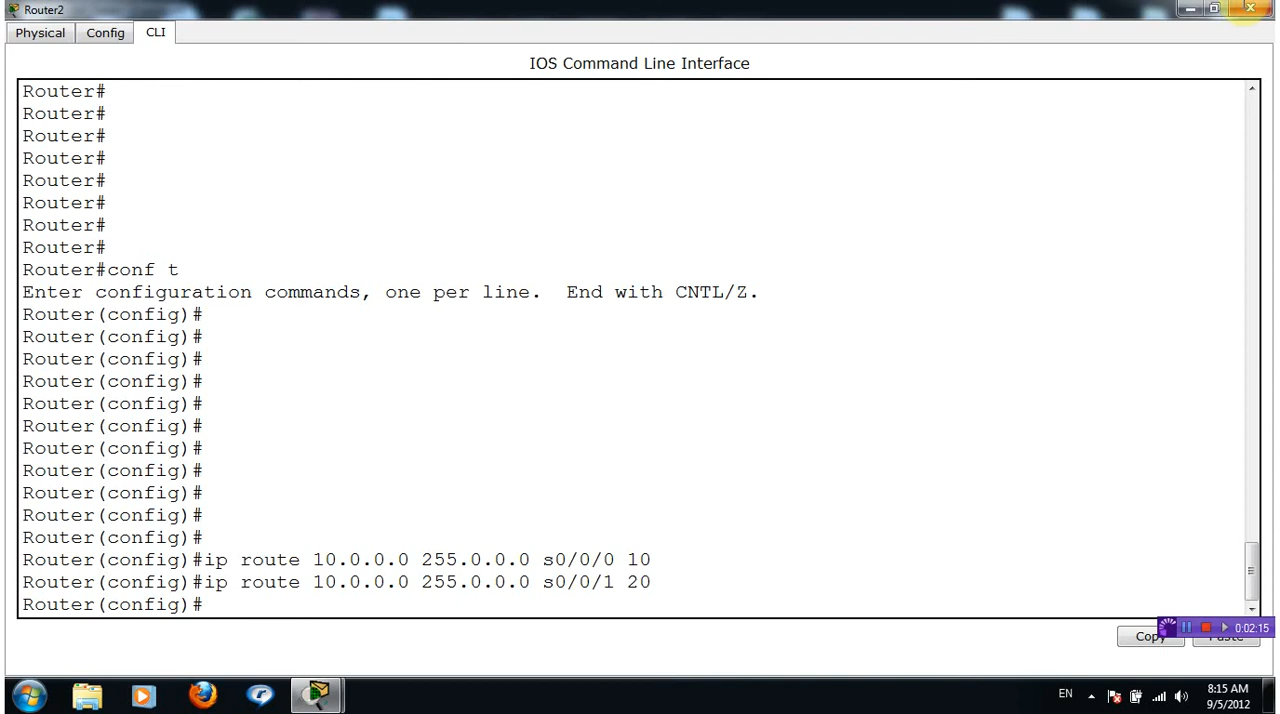 Router2
Physical Config CLI
IOS Command Line Interface
Router#
Router#
Router#
Router#
Router#
Router#
Router#
Router#
Router#conf t
Enter configuration commands, one per line.  End with CNTL/Z.
Router(config)#
Router(config)#
Router(config)#
Router(config)#
Router(config)#
Router(config)#
Router(config)#
Router(config)#
Router(config)#
Router(config)#
Router(config)#
Router(config)#ip route 10.0.0.0 255.0.0.0 s0/0/0 10
Router(config)#ip route 10.0.0.0 255.0.0.0 s0/0/1 20
Router(config)#
0:02:15
Copy Paste
EN 8:15 AM
9/5/2012